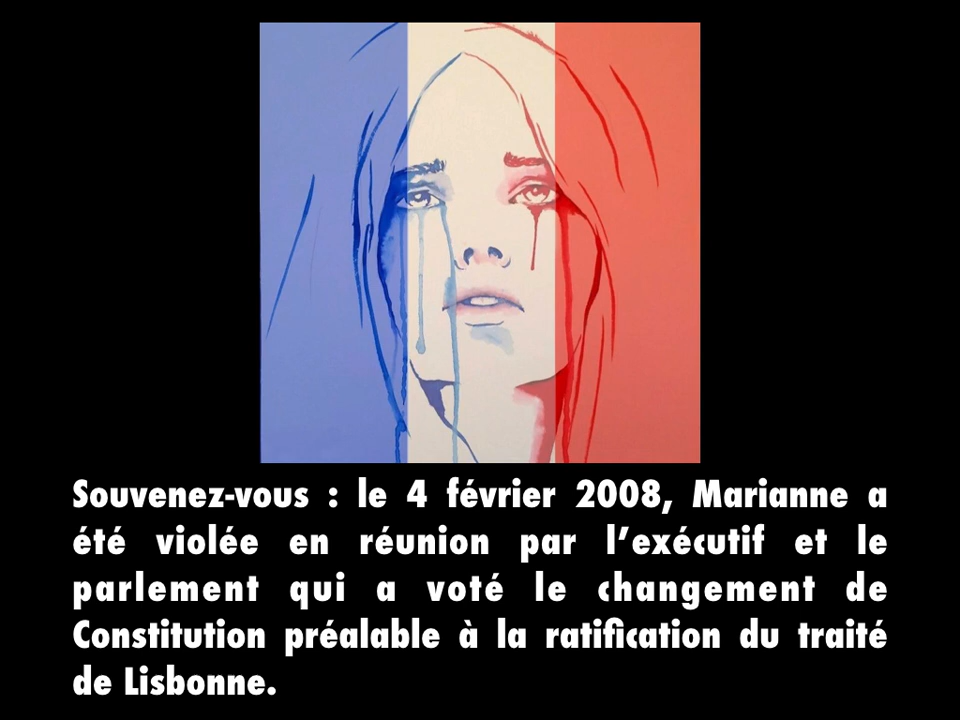 Souvenez-vous : le 4 février 2008, Marianne a
été violée en réunion par l’exécutif et le
parlement qui a voté le changement de
Constitution préalable à la ratification du traité
de Lisbonne.